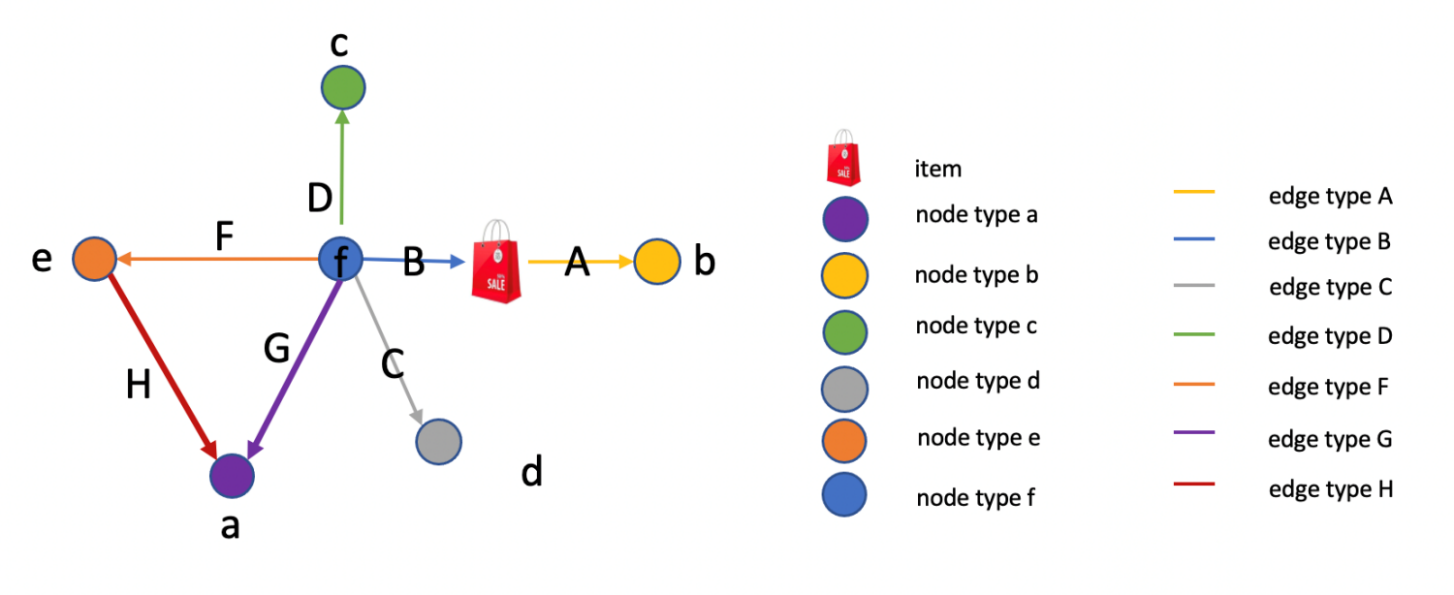 c
D
F
e
f
B
SALE
A
b
G
C
H
d
a
SALE
item
node type a
node type b
node type c
node type d
node type e
node type f
edge type A
edge type B
edge type C
edge type D
edge type F
edge type G
edge type H